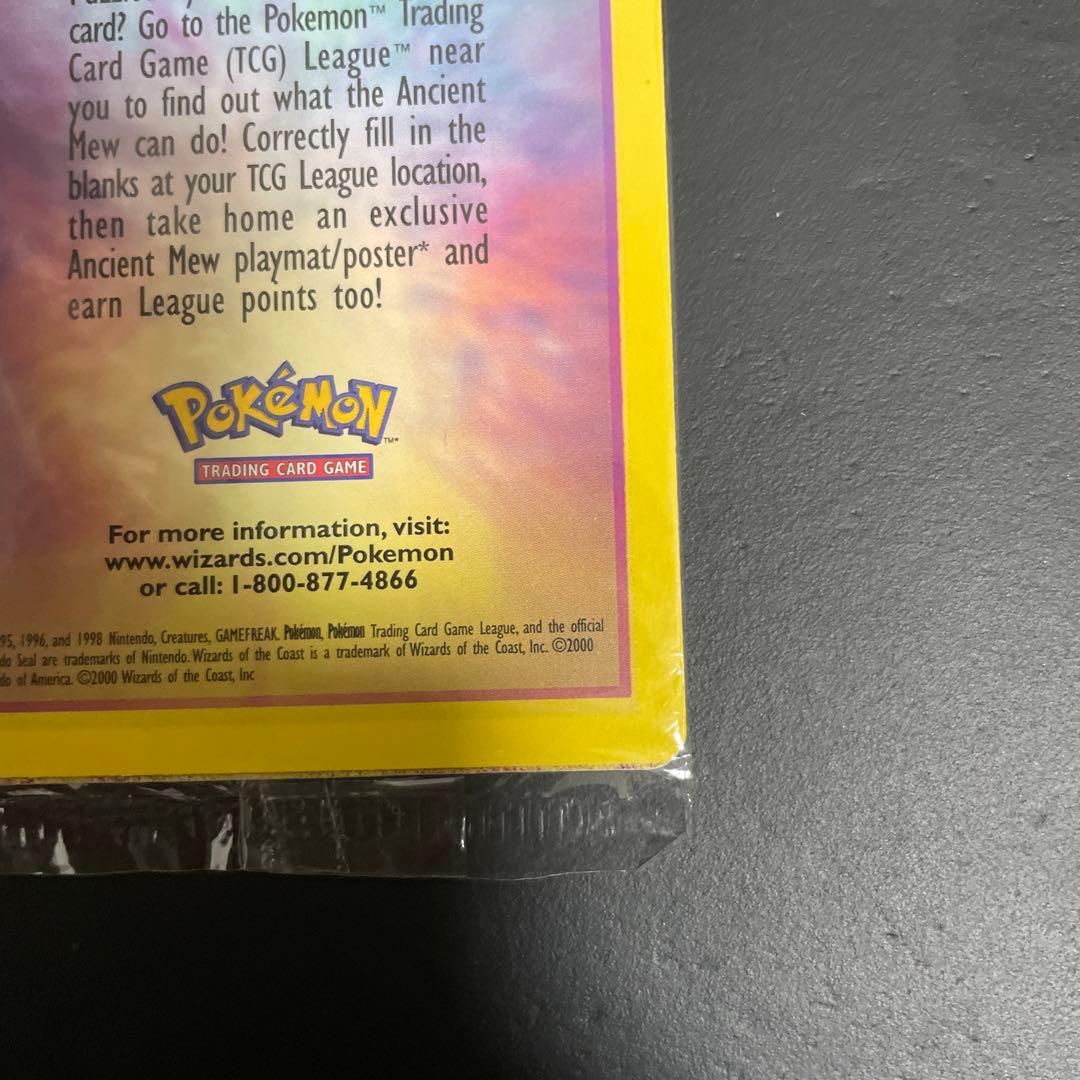 card? Go to the Pokemon™ Trading
Card Game (TCG) League™ near
you to find out what the Ancient
Mew can do! Correctly fill in the
blanks at your TCG League location,
then take home an exclusive
Ancient Mew playmat/poster* and
earn League points too!
POKéMON ™*
TRADING CARD GAME
For more information, visit:
www.wizards.com/Pokemon
or call: 1-800-877-4866
95, 1996, and 1998 Nintendo, Creatures, GAMEFREAK. Pokémon, Pokémon Trading Card Game League, and the official
Seal are trademarks of Nintendo. Wizards of the Coast is a trademark of Wizards of the Coast, Inc. ©2000
of America. ©2000 Wizards of the Coast, Inc